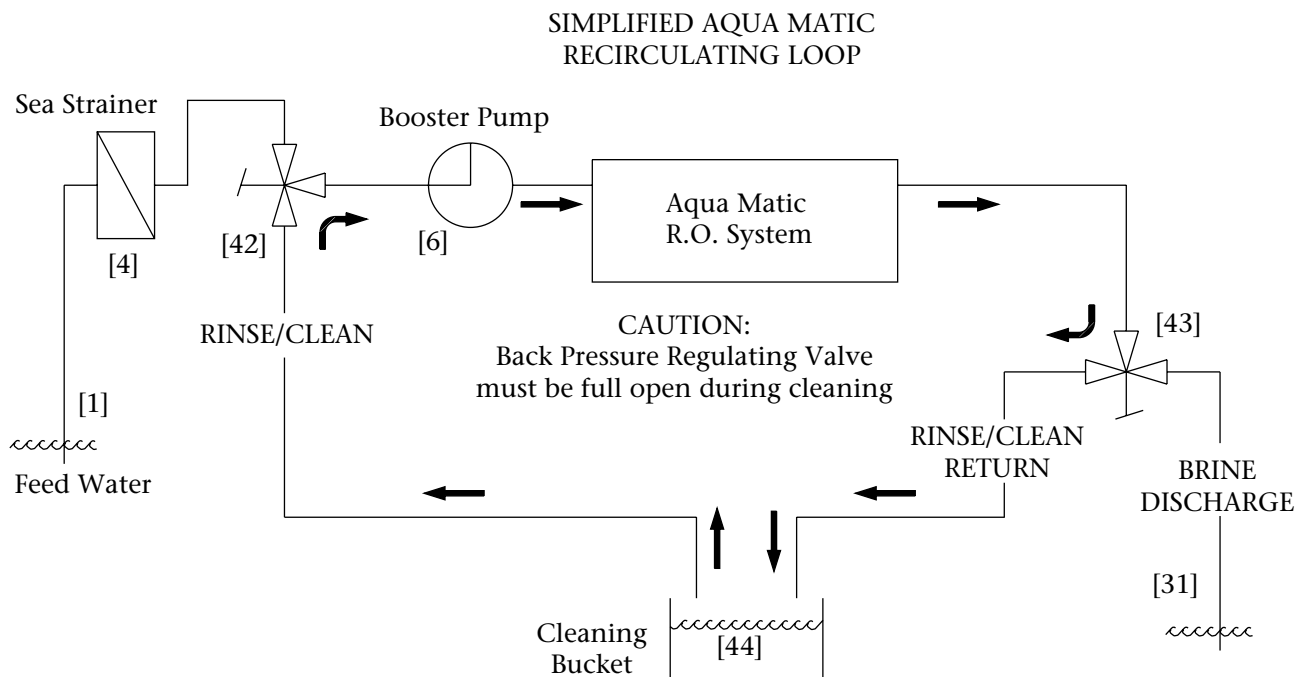 SIMPLIFIED AQUA MATIC
RECIRCULATING LOOP
Sea Strainer
Booster Pump
Aqua Matic
R.O. System
[4]
[42]
[6]
RINSE/CLEAN
CAUTION:
Back Pressure Regulating Valve
must be full open during cleaning
[43]
[1]
Feed Water
RINSE/CLEAN
RETURN
BRINE
DISCHARGE
[31]
Cleaning
Bucket
[44]